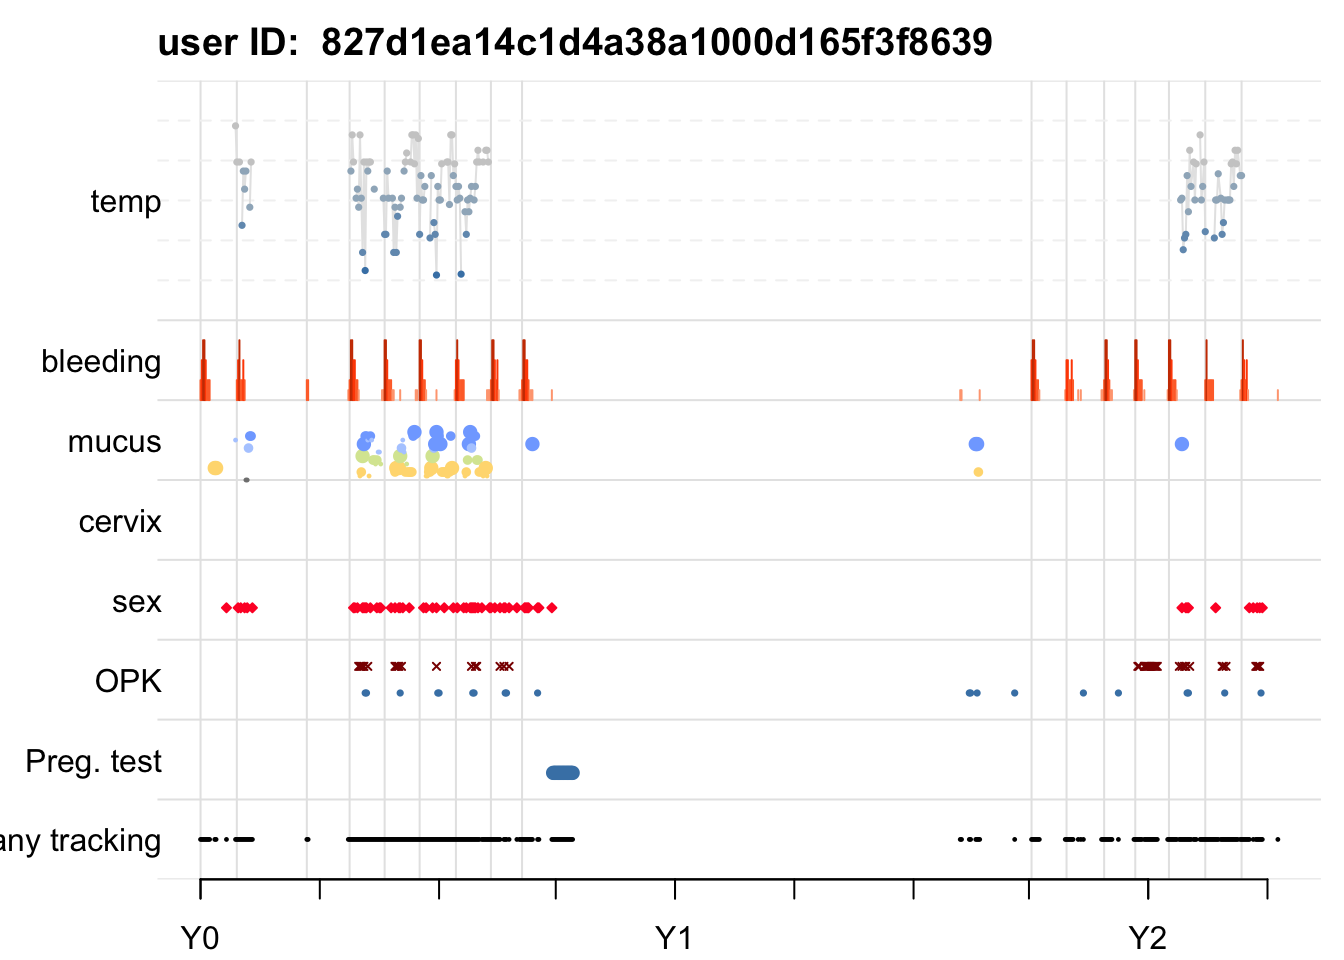 user ID:  827d1ea14c1d4a38a1000d165f3f8639
temp
bleeding
mucus
cervix
sex
OPK
Preg. test
any tracking
Y0 Y1 Y2